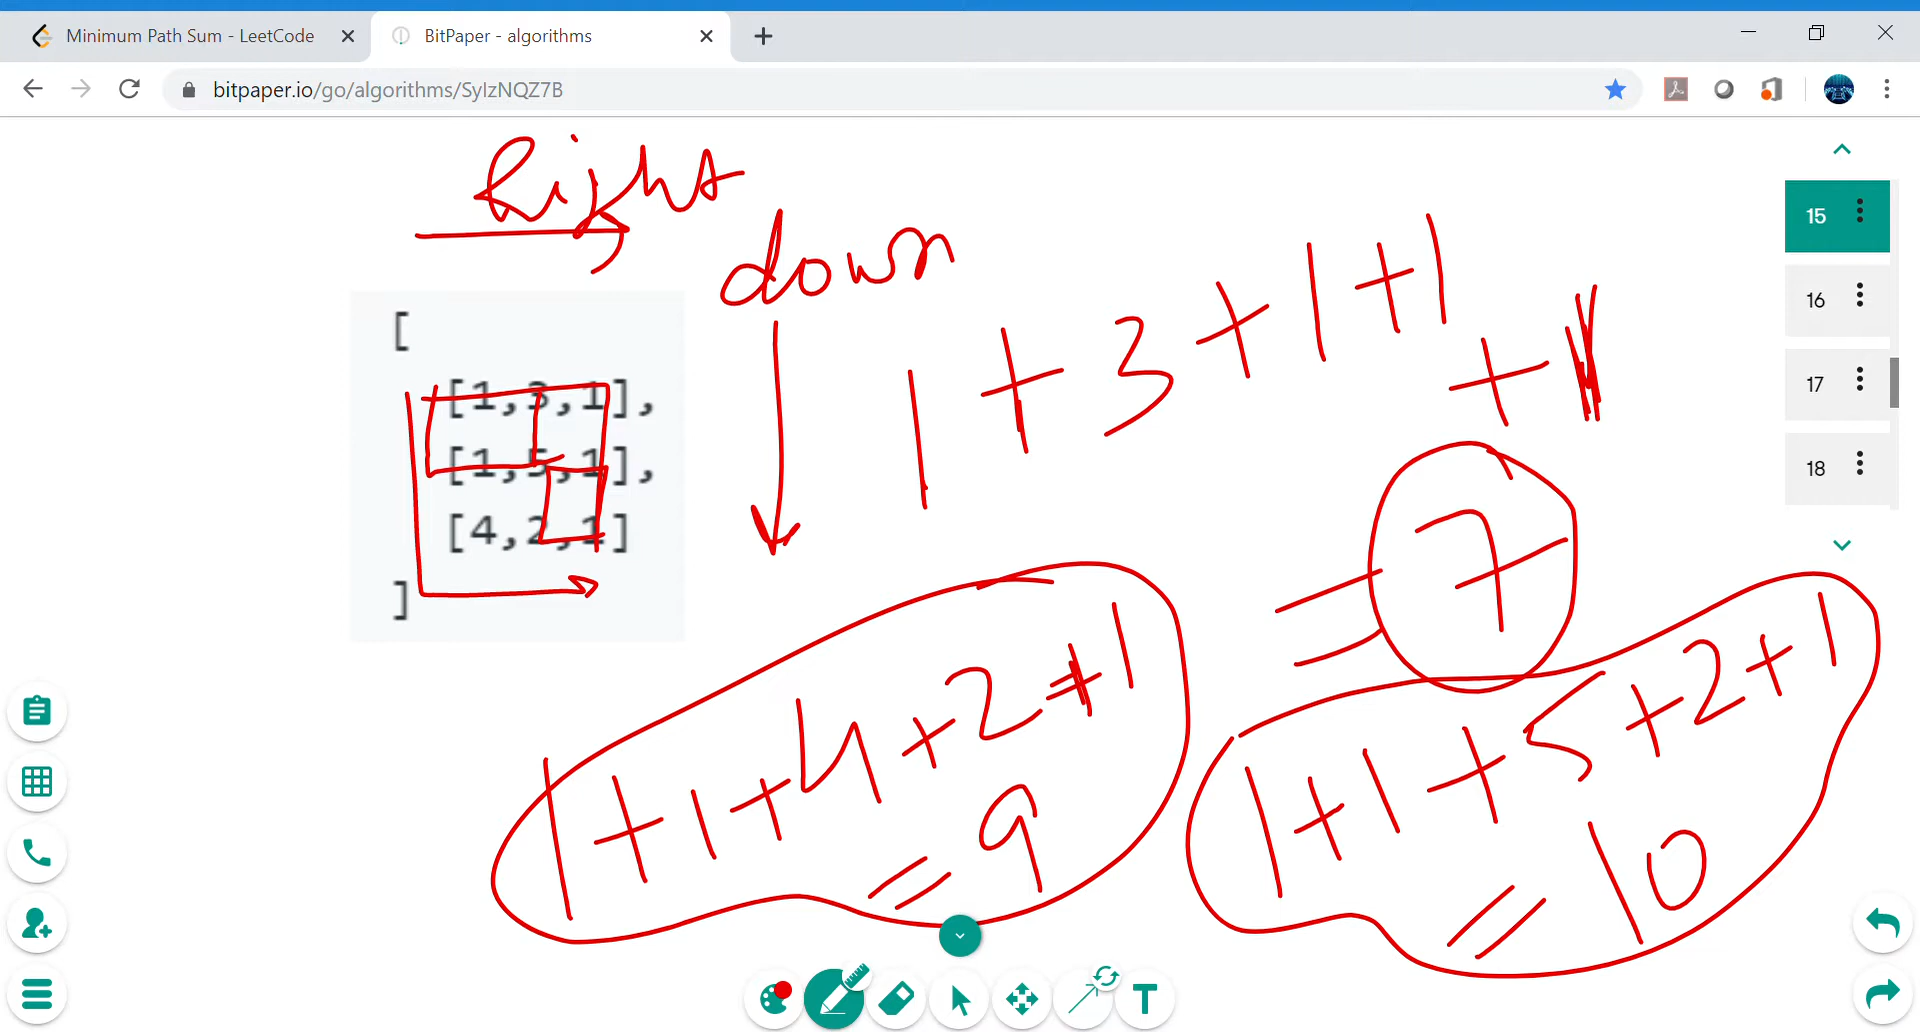 Minimum Path Sum - LeetCode
BitPaper - algorithms
bitpaper.io/go/algorithms/SyIzNQZ7B
Right
down
[
[1,3,1],
[1,5,1],
[4,2,1]
]
1+3+1+1
+1
=7
1+1+4+2+1
=9
1+1+5+2+1
=10
15
16
17
18
T